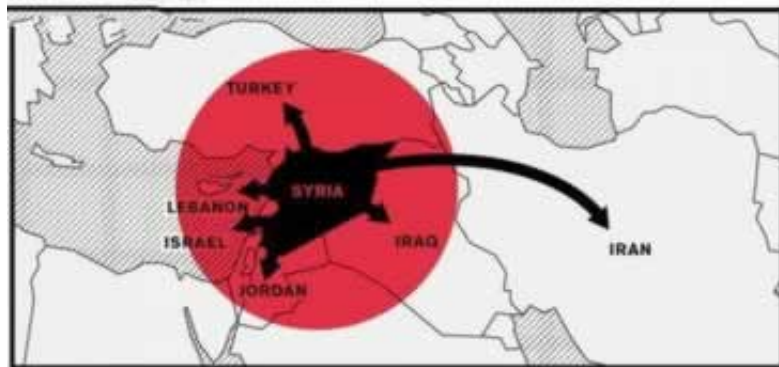 TURKEY
SYRIA
LEBANON
ISRAEL
IRAQ
IRAN
JORDAN